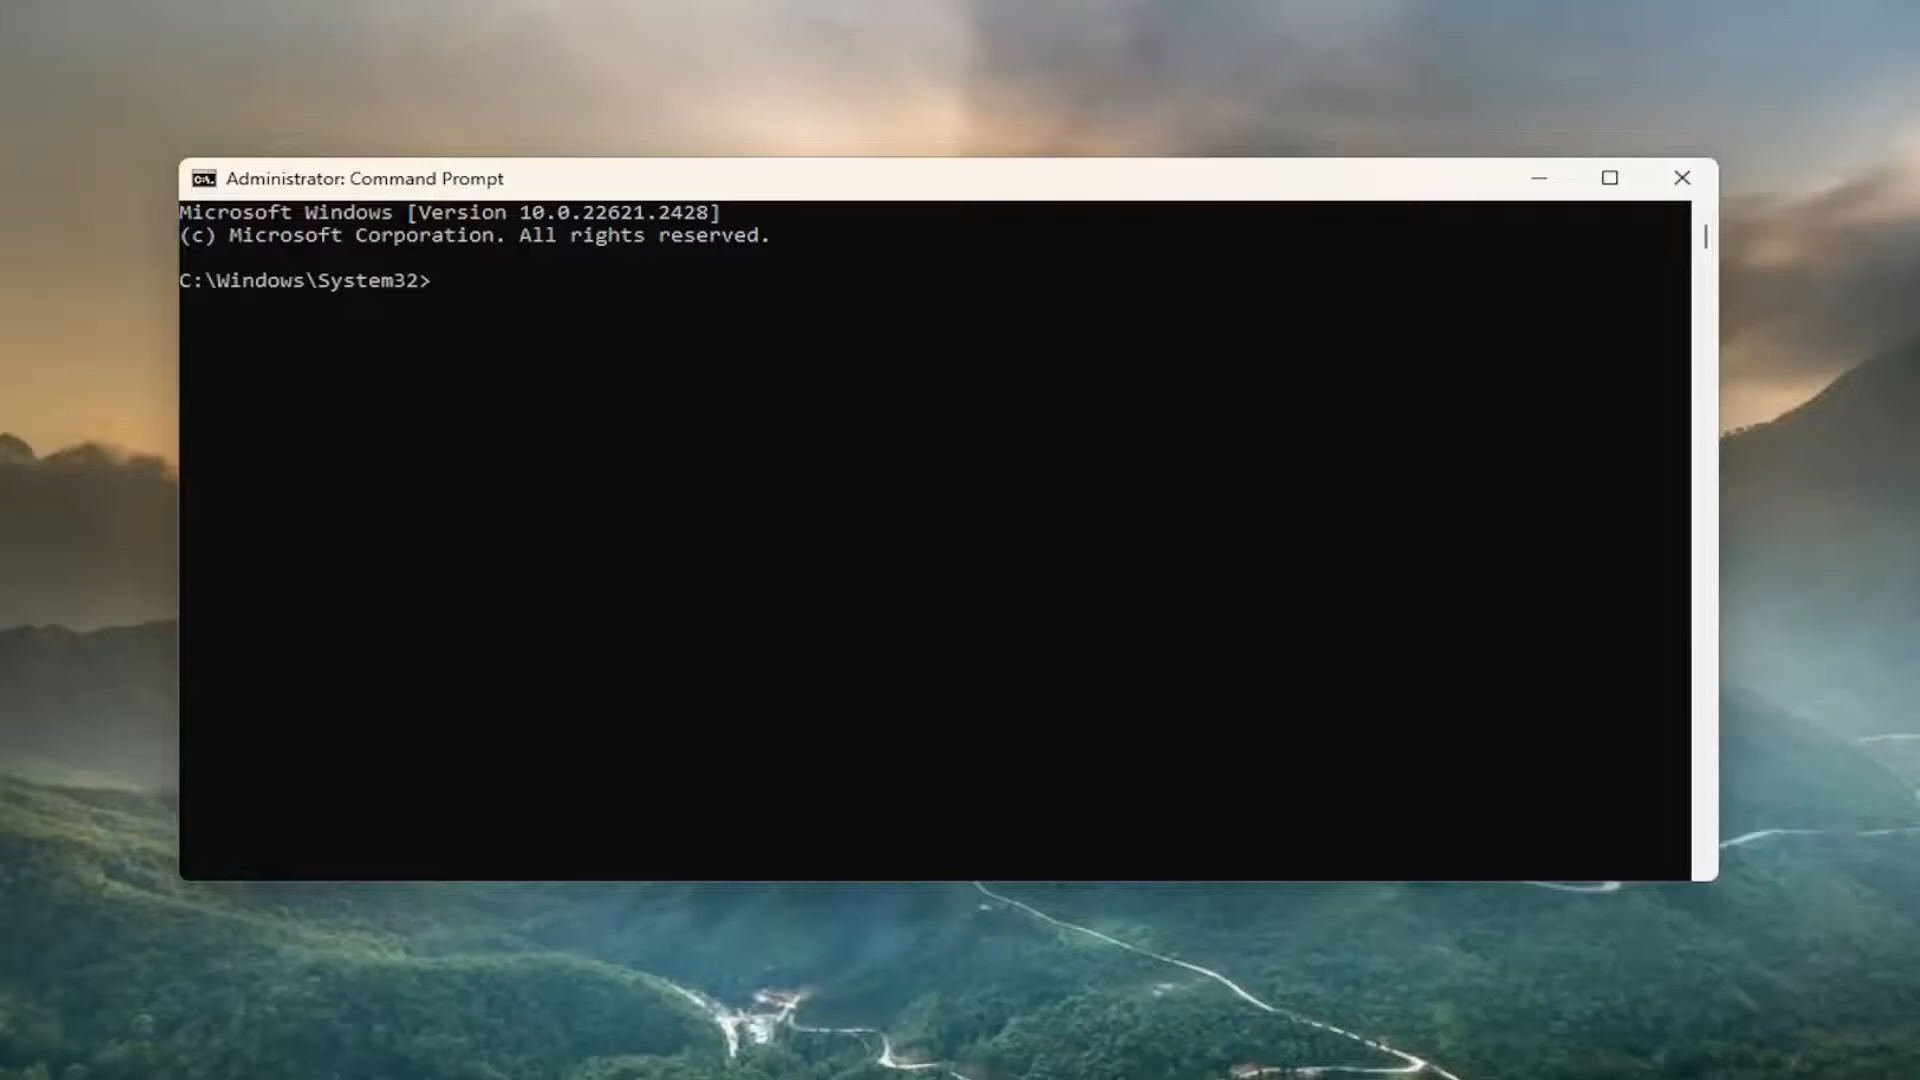 Administrator: Command Prompt
Microsoft Windows [Version 10.0.22621.2428]
(c) Microsoft Corporation. All rights reserved.
C:\Windows\System32>